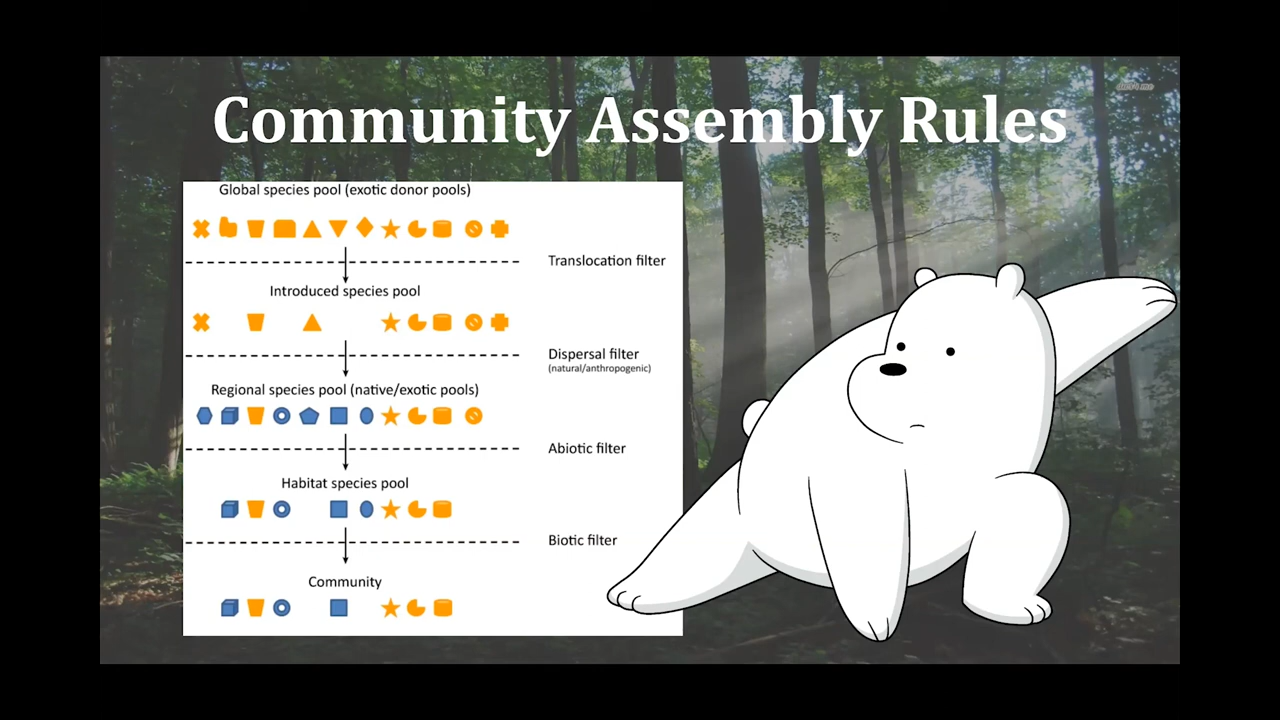 Community Assembly Rules
Global species pool (exotic donor pools)
Translocation filter
Introduced species pool
Dispersal filter
(natural/anthropogenic)
Regional species pool (native/exotic pools)
Abiotic filter
Habitat species pool
Biotic filter
Community